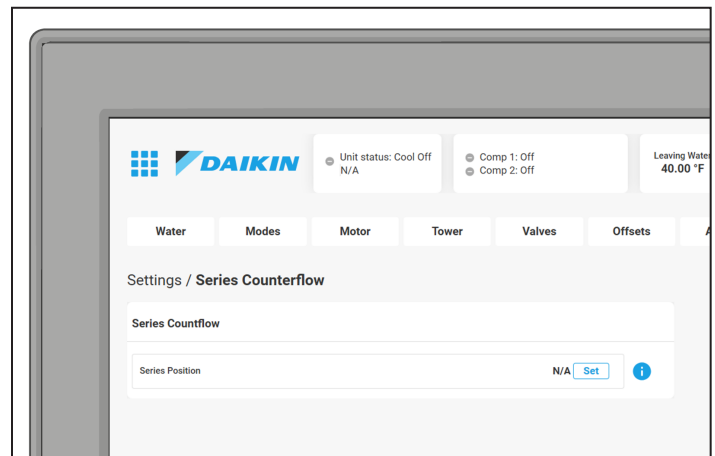 DAIKIN
Unit status: Cool Off
N/A
Comp 1: Off
Comp 2: Off
Leaving Water
40.00 °F
Water Modes Motor Tower Valves Offsets
Settings / Series Counterflow
Series Countflow
Series Position N/A Set i